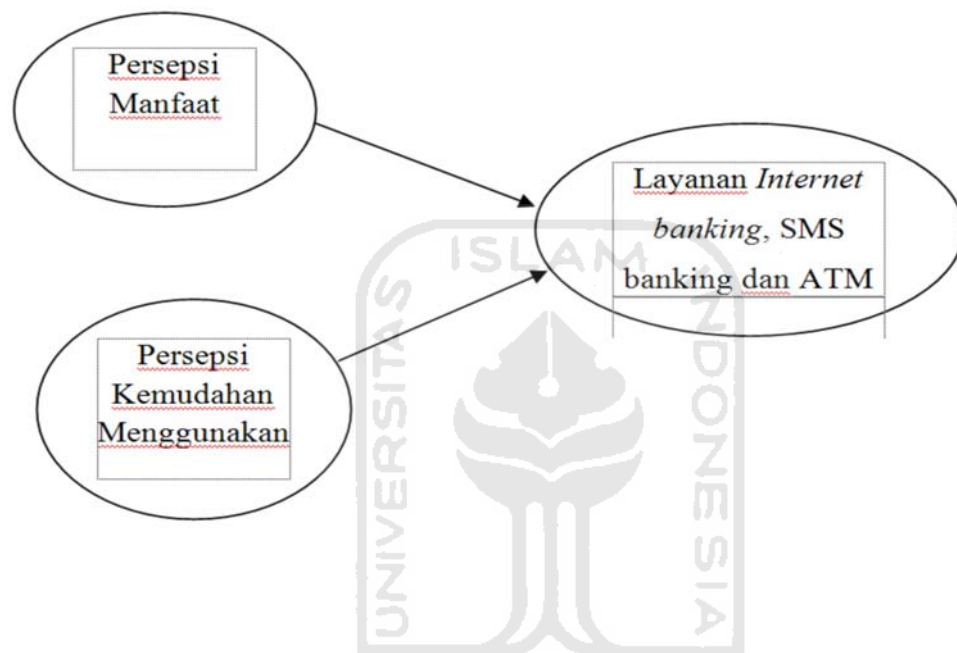 Persepsi
Manfaat
Layanan Internet
banking, SMS
banking dan ATM
Persepsi
Kemudahan
Menggunakan
UNIVERSITAS
ISLAM
INDONESIA